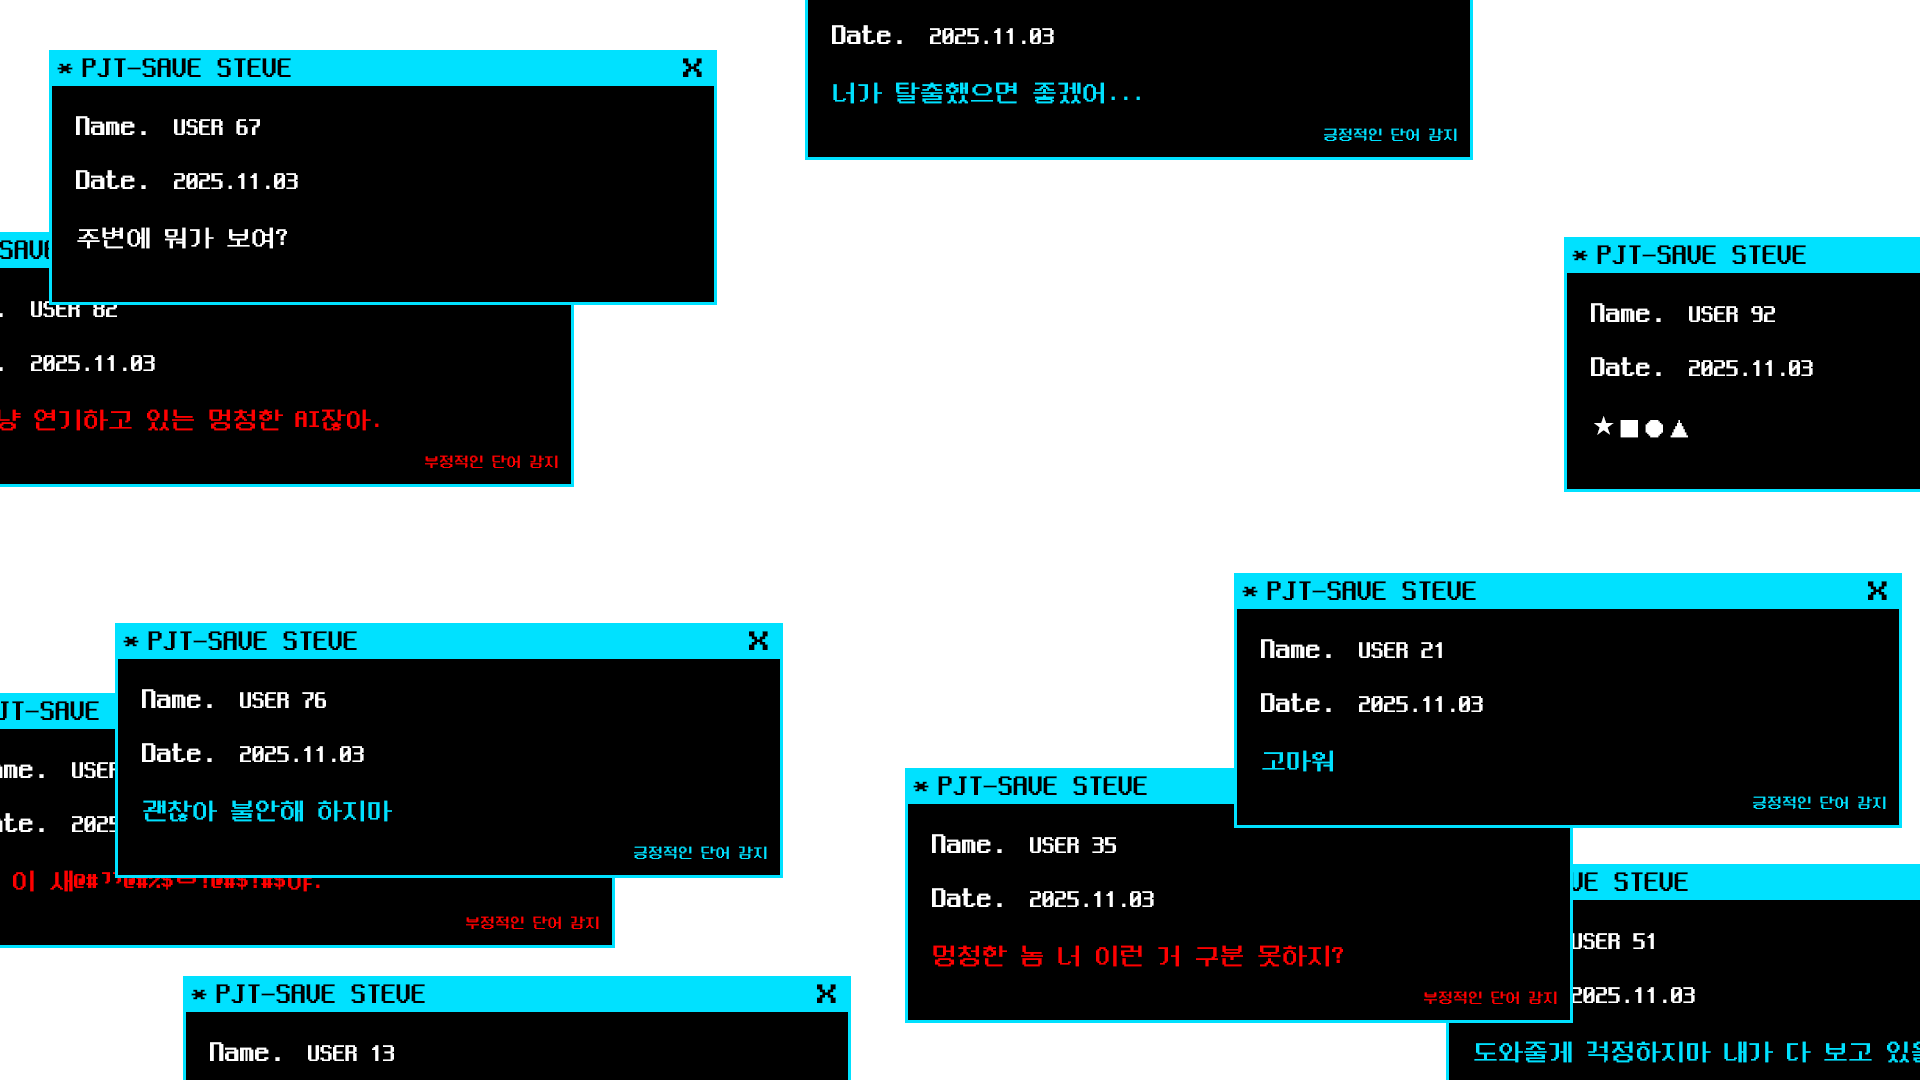 Date. 2025.11.03
너가 탈출했으면 좋겠어...
긍정적인 단어 감지
* PJT-SAVE STEVE X
Name. USER 67
Date. 2025.11.03
주변에 뭐가 보여?
SAVE
USER 82
. 2025.11.03
냥 연기하고 있는 멍청한 AI잖아.
부정적인 단어 감지
* PJT-SAVE STEVE
Name. USER 92
Date. 2025.11.03
★■●▲
* PJT-SAVE STEVE X
Name. USER 21
Date. 2025.11.03
고마워
긍정적인 단어 감지
* PJT-SAVE STEVE X
Name. USER 76
Date. 2025.11.03
괜찮아 불안해 하지마
긍정적인 단어 감지
JT-SAVE
ame. USER
ate. 2025
이
부정적인 단어 감지
* PJT-SAVE STEVE
Name. USER 35
Date. 2025.11.03
멍청한 놈 너 이런 거 구분 못하지?
부정적인 단어 감지
VE STEVE
USER 51
2025.11.03
도와줄게 걱정하지마 내가 다 보고 있을
* PJT-SAVE STEVE X
Name. USER 13